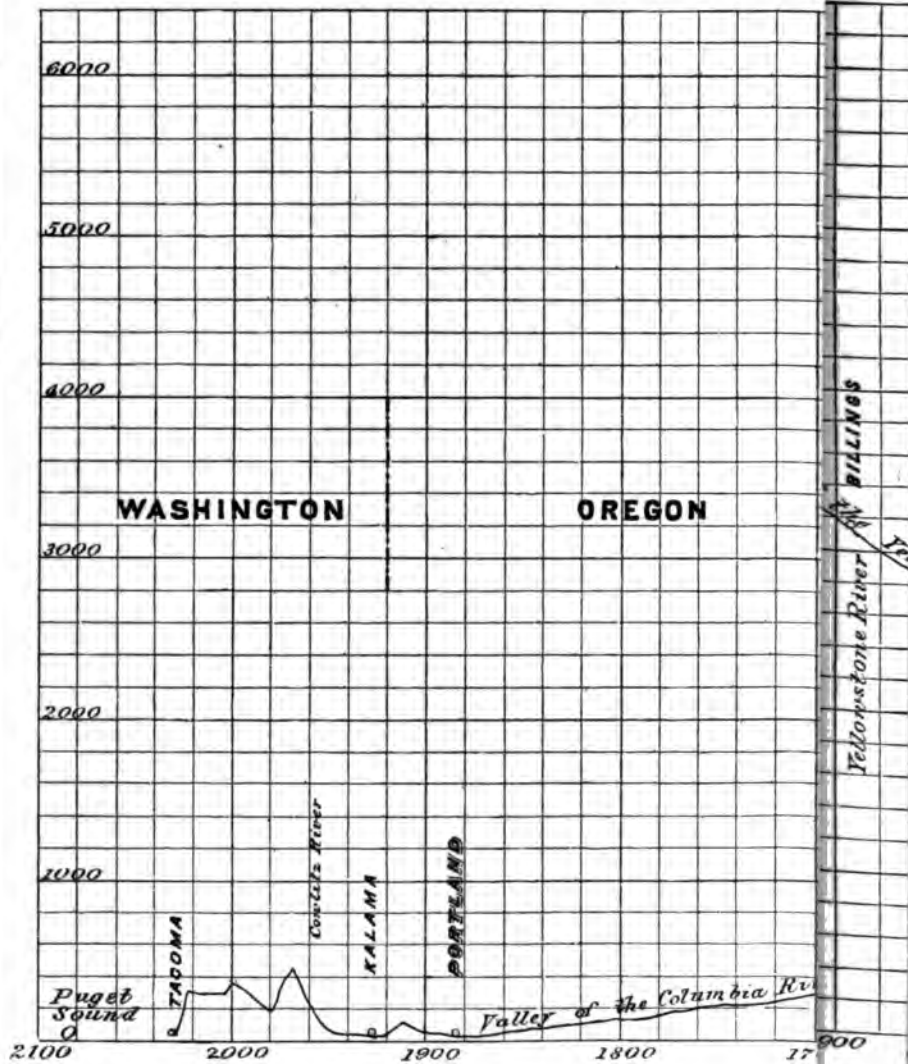 6000
5000
4000
WASHINGTON
OREGON
BILLINGS
3000
Yellowstone River
2000
1000
TACOMA
Cowlitz River
KALAMA
PORTLAND
Puget
Sound
Valley of the Columbia Riv
0
2100
2000
1900
1800
17
900